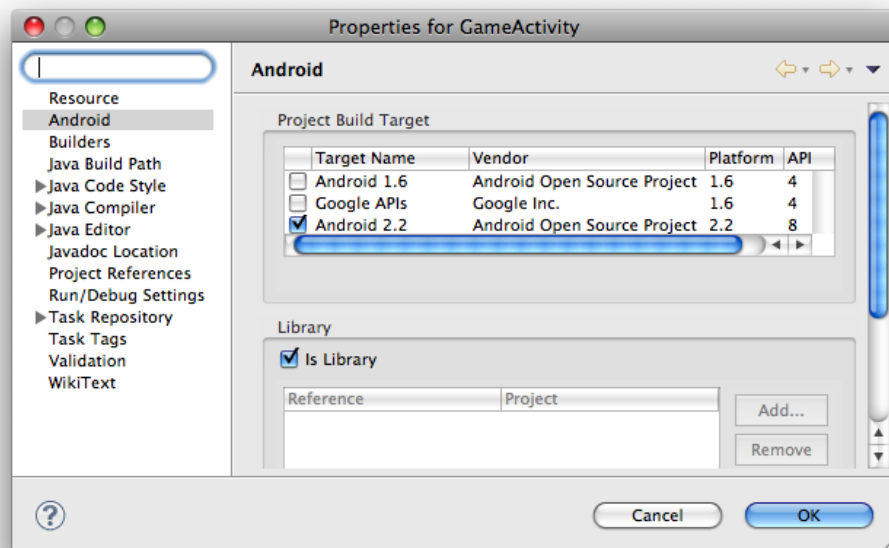 Properties for GameActivity
Resource
Android
Builders
Java Build Path
Java Code Style
Java Compiler
Java Editor
Javadoc Location
Project References
Run/Debug Settings
Task Repository
Task Tags
Validation
WikiText
Android
Project Build Target
Target Name Vendor Platform API
Android 1.6 Android Open Source Project 1.6 4
Google APIs Google Inc. 1.6 4
Android 2.2 Android Open Source Project 2.2 8
Library
Is Library
Reference Project
Add...
Remove
? Cancel OK